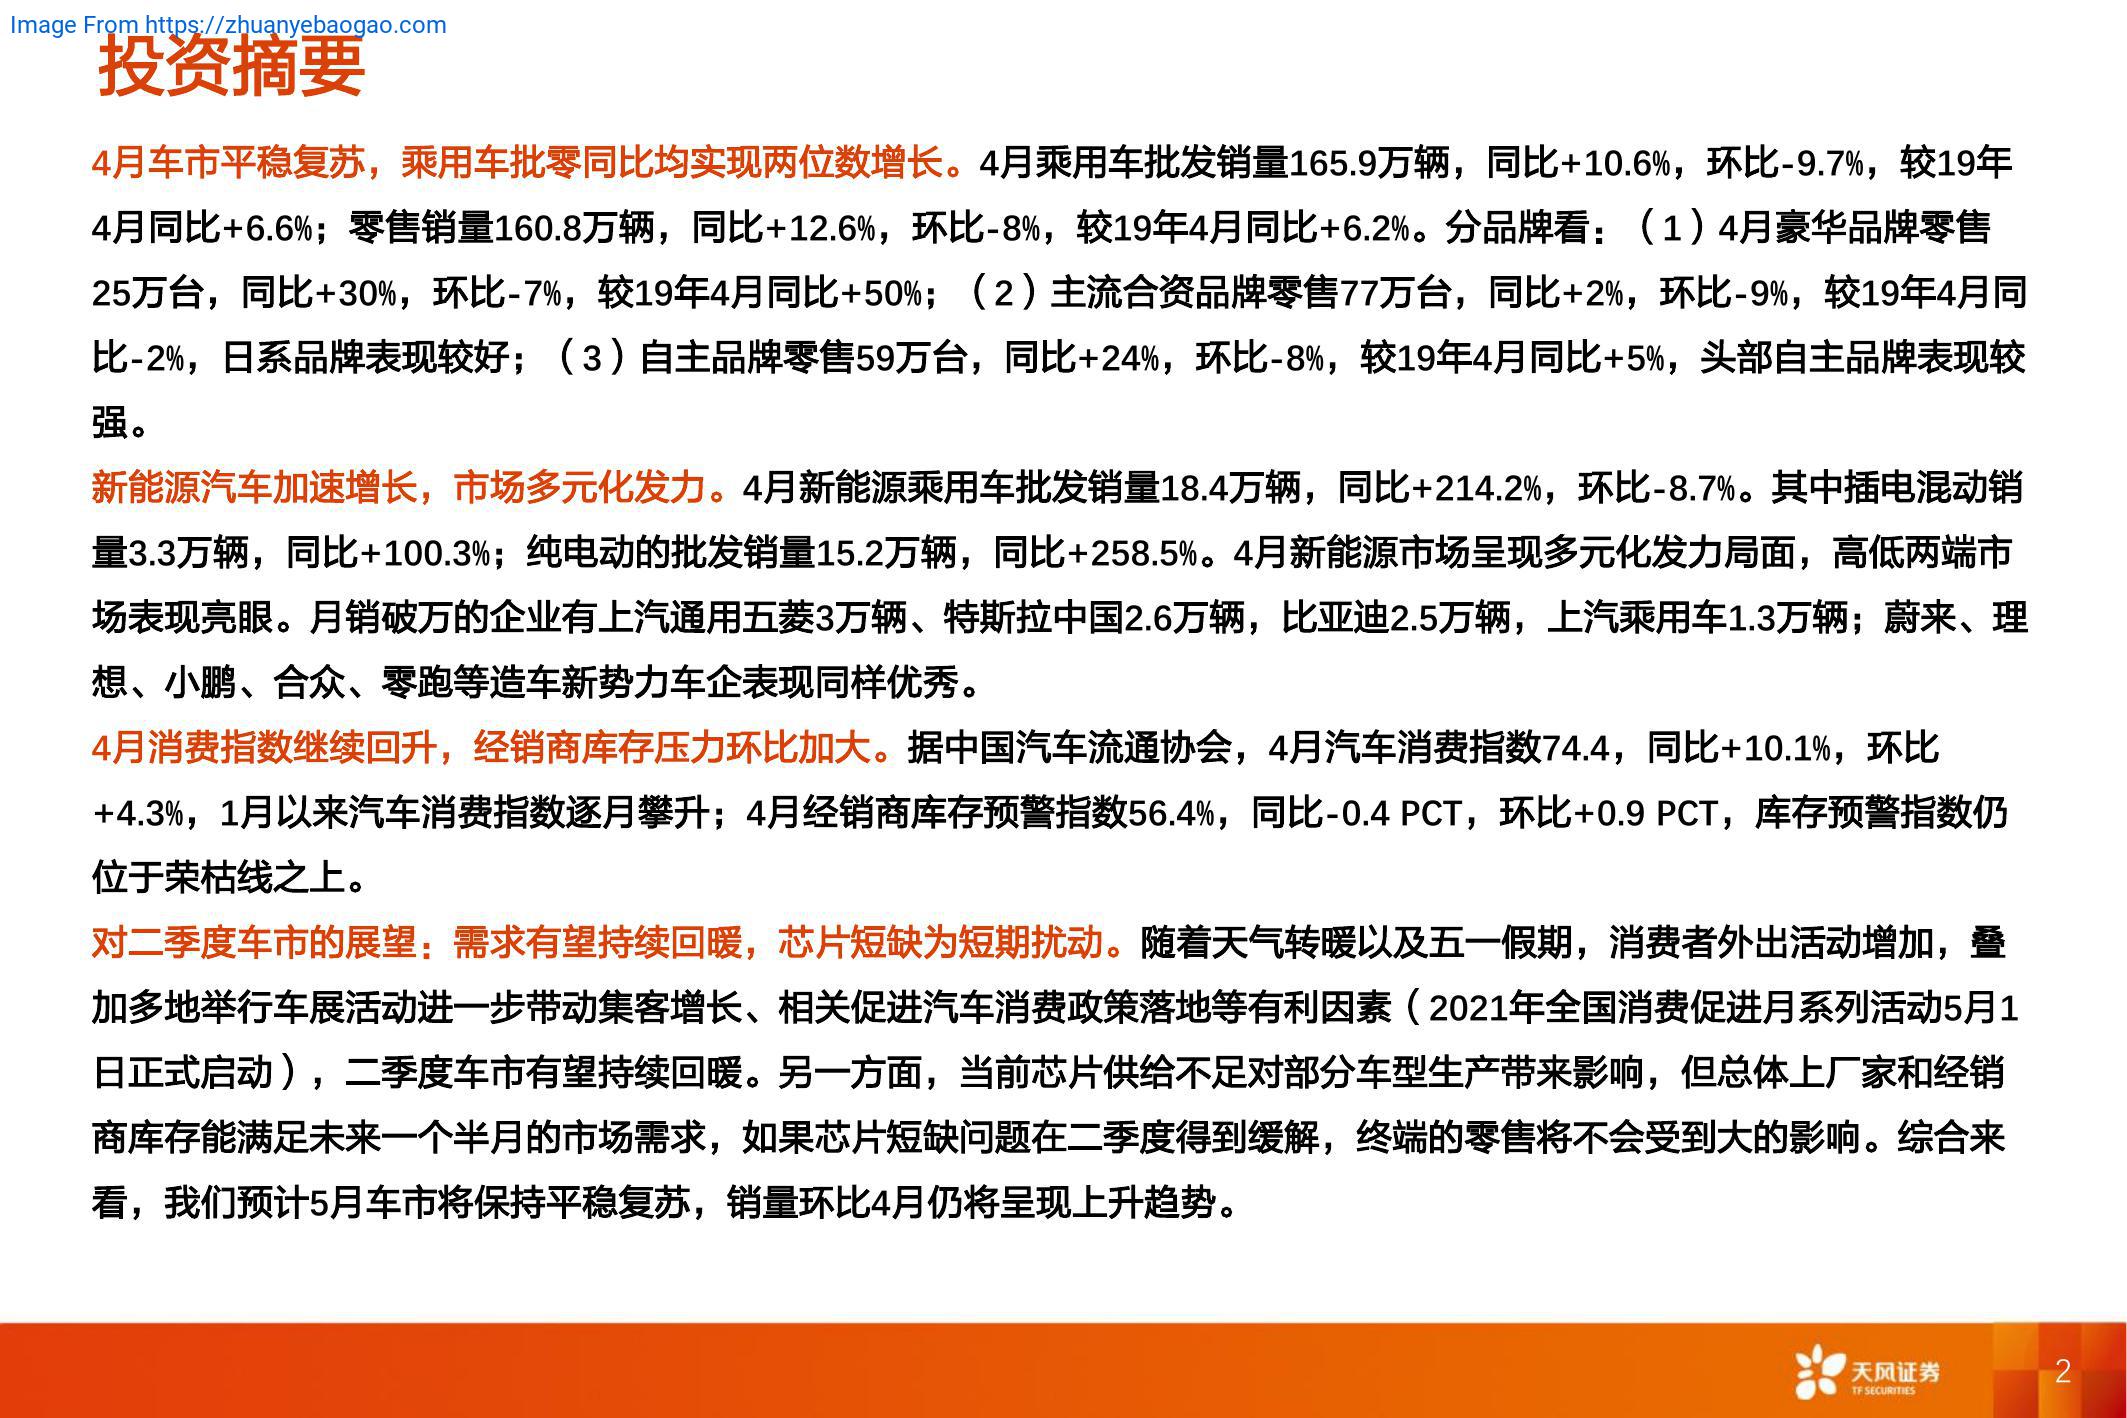 Image From https://zhuanyebaogao.com
投资摘要
4月车市平稳复苏，乘用车批零同比均实现两位数增长。4月乘用车批发销量165.9万辆，同比+10.6%，环比-9.7%，较19年
4月同比+6.6%；零售销量160.8万辆，同比+12.6%，环比-8%，较19年4月同比+6.2%。分品牌看：（1）4月豪华品牌零售
25万台，同比+30%，环比-7%，较19年4月同比+50%；（2）主流合资品牌零售77万台，同比+2%，环比-9%，较19年4月同
比-2%，日系品牌表现较好；（3）自主品牌零售59万台，同比+24%，环比-8%，较19年4月同比+5%，头部自主品牌表现较
强。
新能源汽车加速增长，市场多元化发力。4月新能源乘用车批发销量18.4万辆，同比+214.2%，环比-8.7%。其中插电混动销
量3.3万辆，同比+100.3%；纯电动的批发销量15.2万辆，同比+258.5%。4月新能源市场呈现多元化发力局面，高低两端市
场表现亮眼。月销破万的企业有上汽通用五菱3万辆、特斯拉中国2.6万辆，比亚迪2.5万辆，上汽乘用车1.3万辆；蔚来、理
想、小鹏、合众、零跑等造车新势力车企表现同样优秀。
4月消费指数继续回升，经销商库存压力环比加大。据中国汽车流通协会，4月汽车消费指数74.4，同比+10.1%，环比
+4.3%，1月以来汽车消费指数逐月攀升；4月经销商库存预警指数56.4%，同比-0.4 PCT，环比+0.9 PCT，库存预警指数仍
位于荣枯线之上。
对二季度车市的展望：需求有望持续回暖，芯片短缺为短期扰动。随着天气转暖以及五一假期，消费者外出活动增加，叠
加多地举行车展活动进一步带动集客增长、相关促进汽车消费政策落地等有利因素（2021年全国消费促进月系列活动5月1
日正式启动），二季度车市有望持续回暖。另一方面，当前芯片供给不足对部分车型生产带来影响，但总体上厂家和经销
商库存能满足未来一个半月的市场需求，如果芯片短缺问题在二季度得到缓解，终端的零售将不会受到大的影响。综合来
看，我们预计5月车市将保持平稳复苏，销量环比4月仍将呈现上升趋势。
天风证券
TF SECURITIES
2